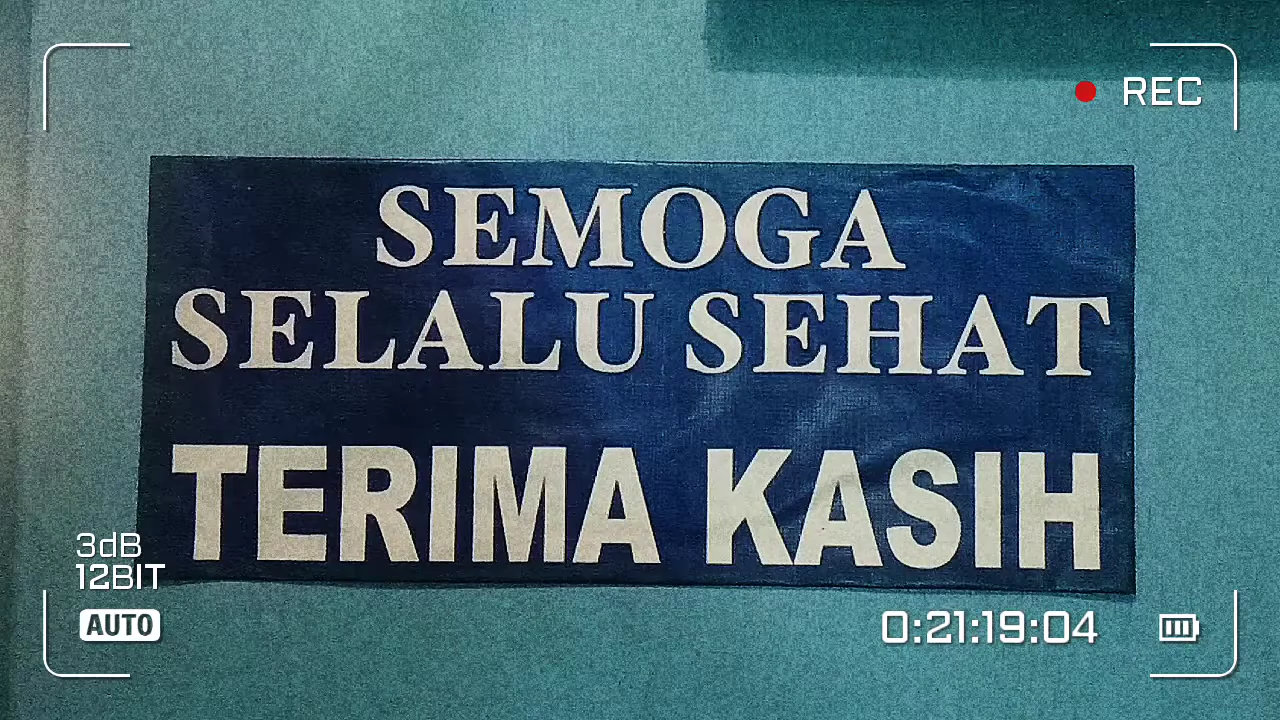 REC
SEMOGA
SELALU SEHAT
TERIMA KASIH
3dB
12BIT
AUTO
0:21:19:04